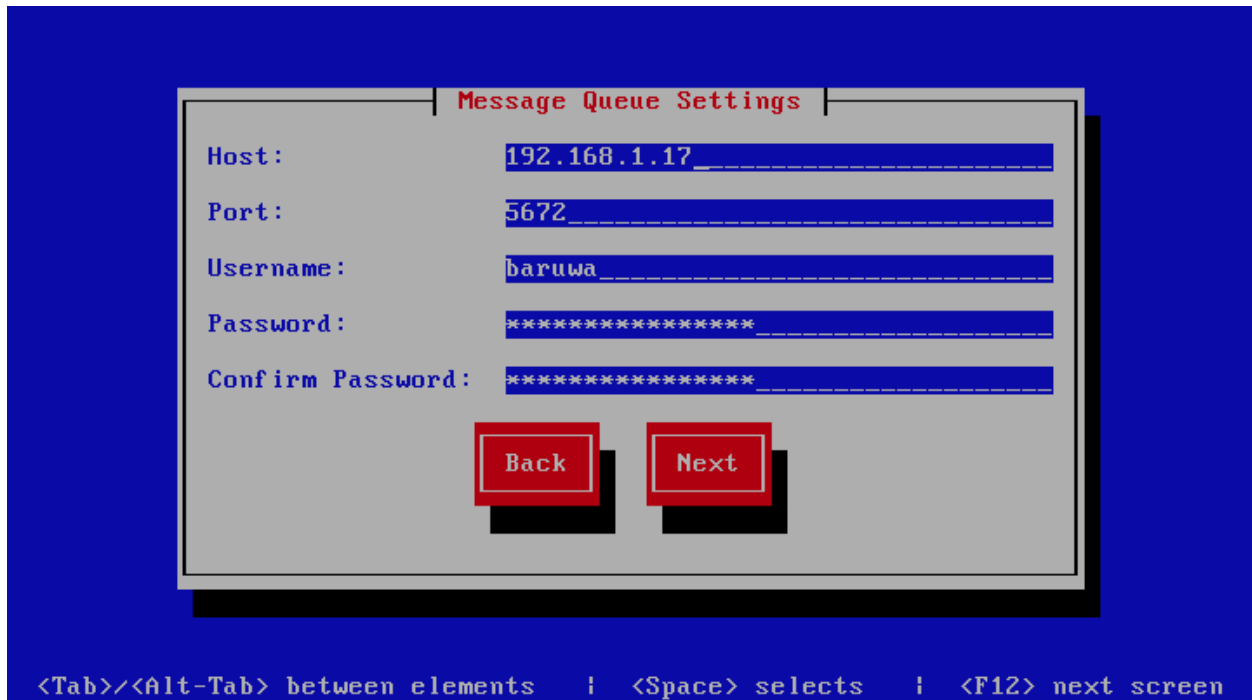 Message Queue Settings
Host: 192.168.1.17
Port: 5672
Username: baruwa
Password: ****************
Confirm Password: ****************
Back Next
<Tab>/<Alt-Tab> between elements ¦ <Space> selects ¦ <F12> next screen